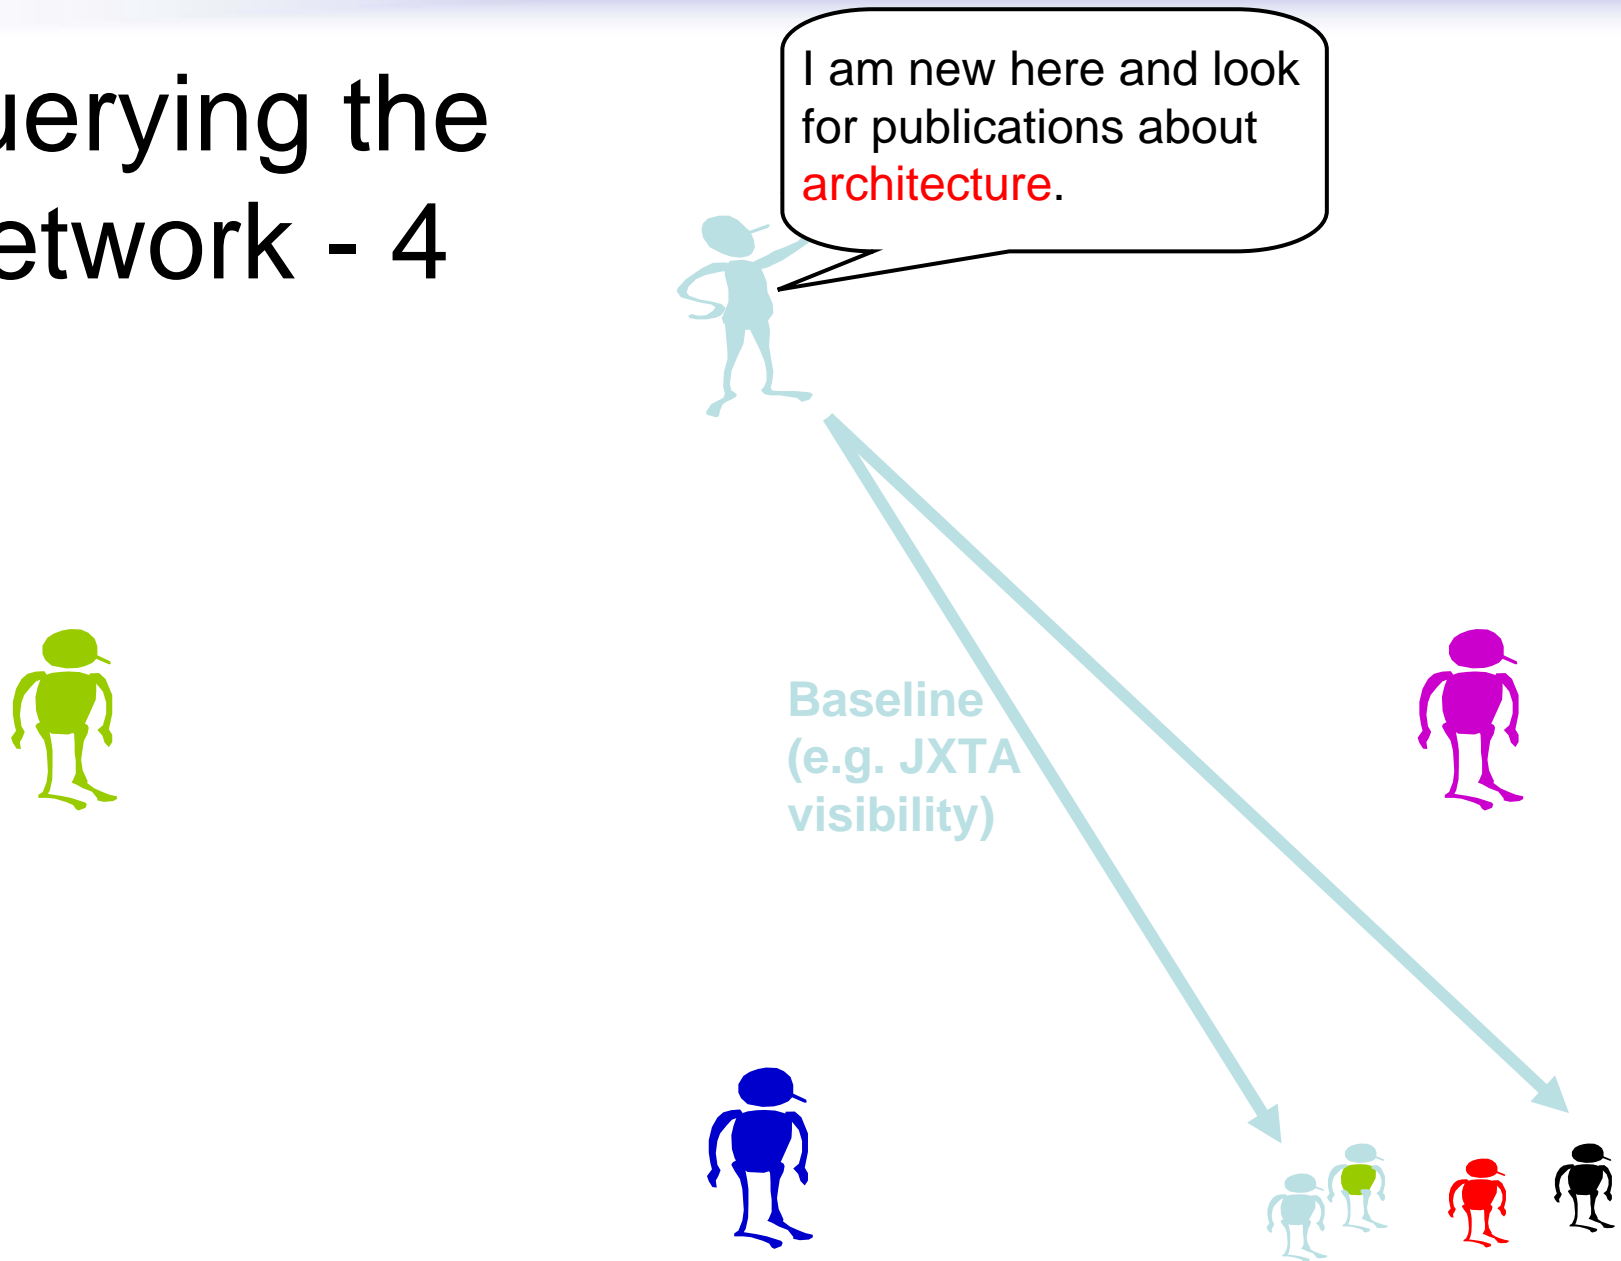 uerying the
etwork - 4
I am new here and look
for publications about
architecture.
Baseline
(e.g. JXTA
visibility)